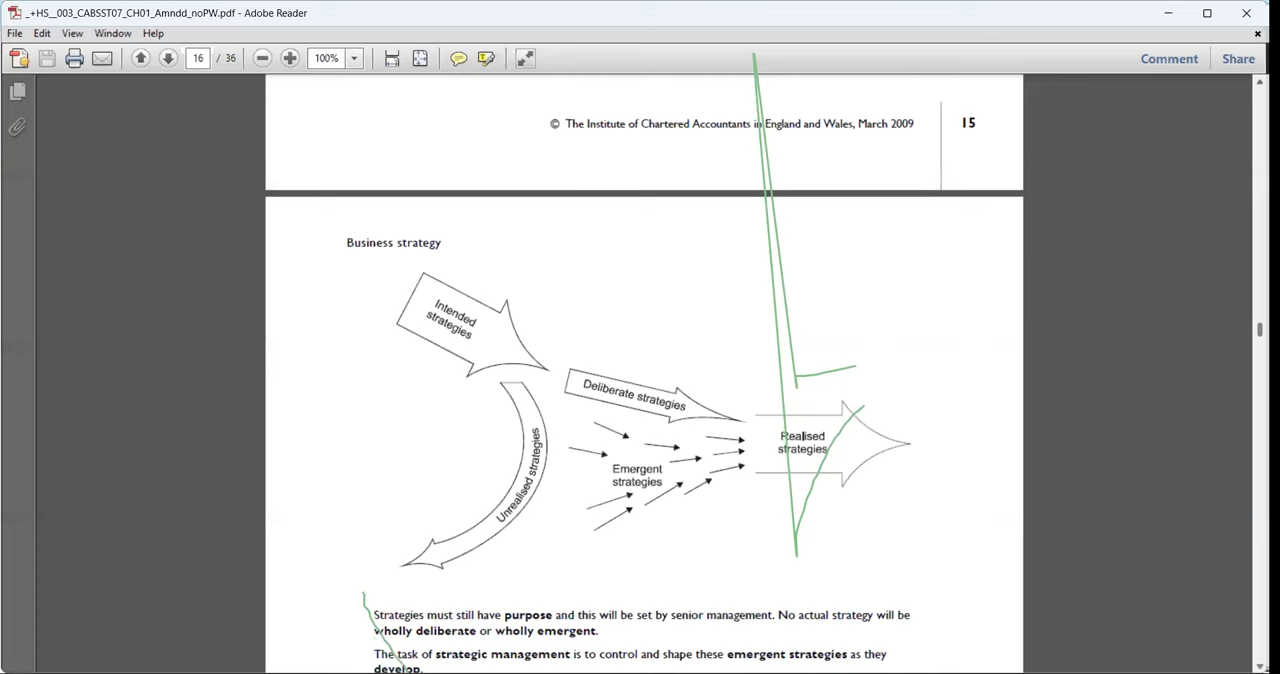 _+HS__003_CABSST07_CH01_Amndd_noPW.pdf - Adobe Reader
File Edit View Window Help
16 / 36 100% Comment Share
© The Institute of Chartered Accountants in England and Wales, March 2009 15
Business strategy
Intended
strategies
Deliberate strategies
Realised
strategies
Emergent
strategies
Unrealised strategies
Strategies must still have purpose and this will be set by senior management. No actual strategy will be
wholly deliberate or wholly emergent.
The task of strategic management is to control and shape these emergent strategies as they
develop.